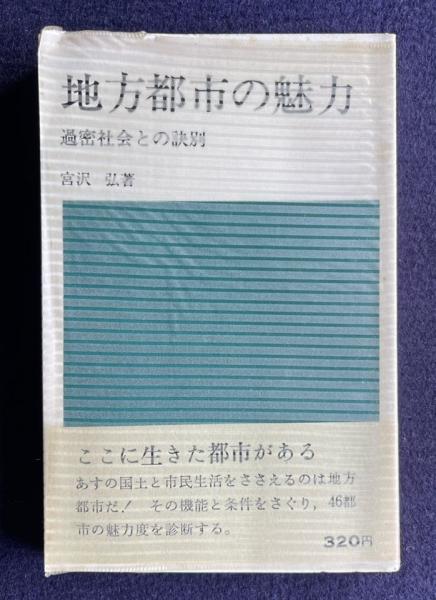 地方都市の魅力
過密社会との訣別
宮沢 弘著
ここに生きた都市がある
あすの国土と市民生活をささえるのは地方
都市だ! その機能と条件をさぐり, 46都
市の魅力度を診断する。
320円